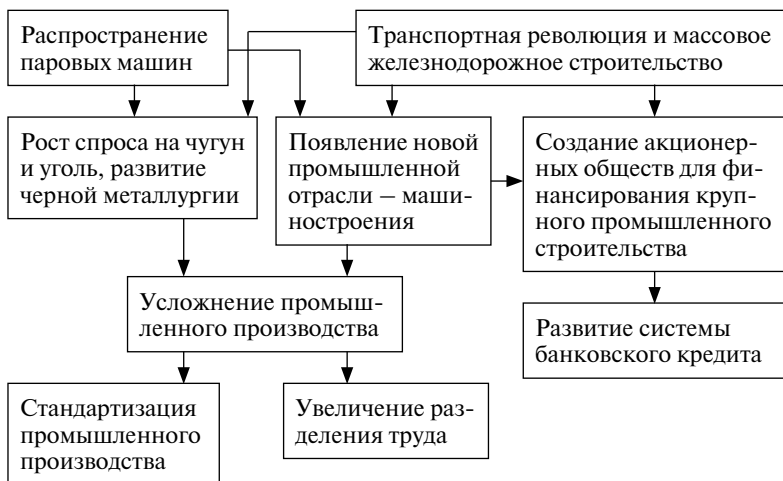 Распространение
паровых машин
Транспортная революция и массовое
железнодорожное строительство
Рост спроса на чугун
и уголь, развитие
черной металлургии
Появление новой
промышленной
отрасли – маши-
ностроения
Создание акционер-
ных обществ для фи-
нансирования круп-
ного промышленного
строительства
Усложнение промыш-
ленного производства
Развитие системы
банковского кредита
Стандартизация
промышленного
производства
Увеличение раз-
деления труда